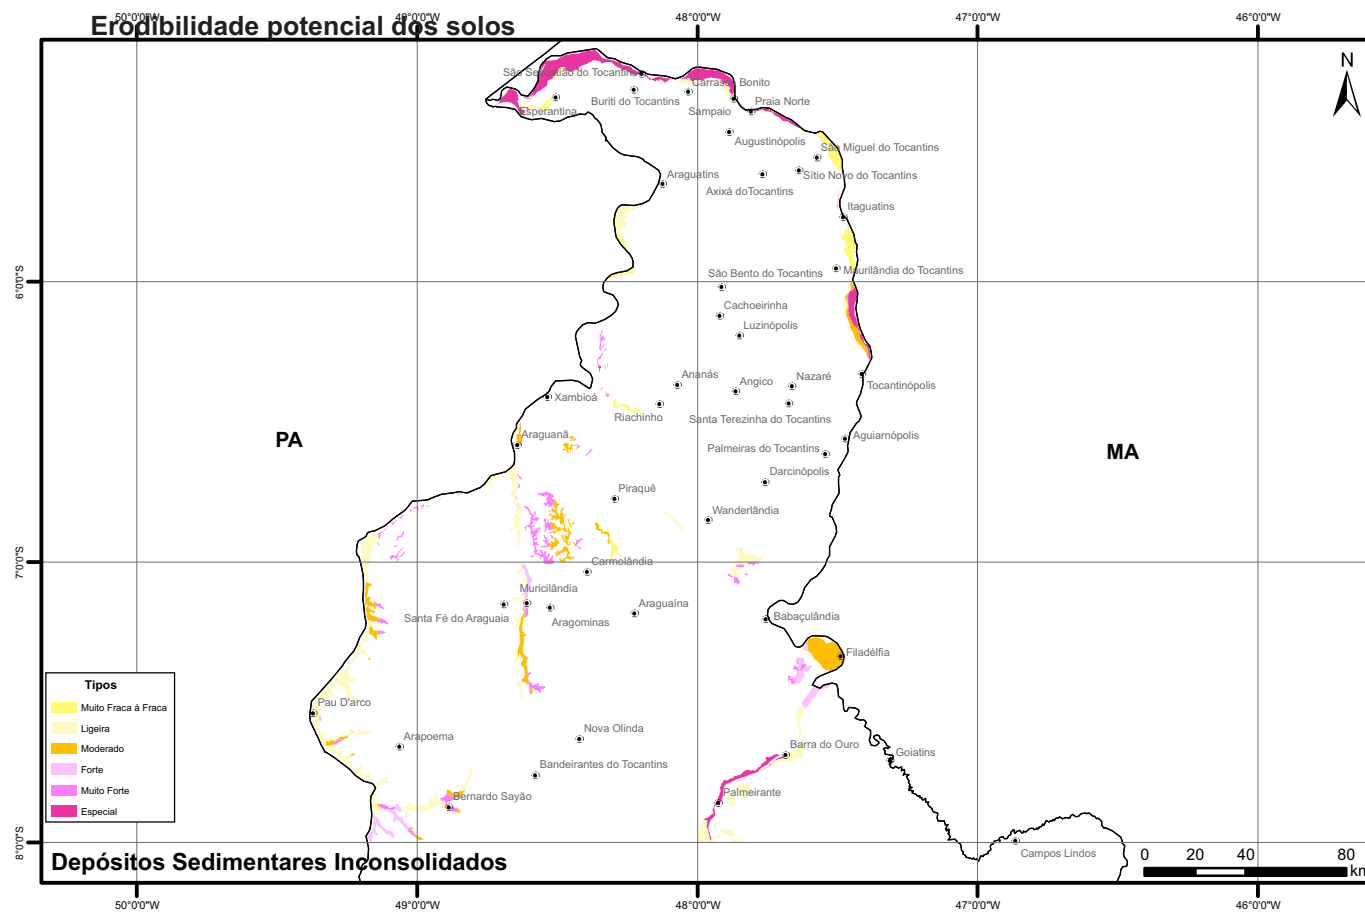 Erodibilidade potencial dos solos
50°0'0"W
49°0'0"W
48°0'0"W
47°0'0"W
46°0'0"W
N
São Sebastião do Tocantins
Carrasco Bonito
Buriti do Tocantins
Esperantina
Sampaio
Praia Norte
Augustinópolis
São Miguel do Tocantins
Araguatins
Sítio Novo do Tocantins
Axixá doTocantins
Itaguatins
São Bento do Tocantins
Maurilândia do Tocantins
6°0'0"S
Cachoeirinha
Luzinópolis
Ananás
Angico
Nazaré
Tocantinópolis
Xambioá
Riachinho
Santa Terezinha do Tocantins
PA
Araguanã
Aguiarnópolis
Palmeiras do Tocantins
MA
Darcinópolis
Piraquê
Wanderlândia
7°0'0"S
Carmolândia
Muricilândia
Santa Fé do Araguaia
Aragominas
Araguaína
Babaçulândia
Filadélfia
Tipos
Muito Fraca à Fraca
Ligeira
Moderado
Forte
Muito Forte
Especial
Pau D'arco
Arapoema
Nova Olinda
Barra do Ouro
Goiatins
Bandeirantes do Tocantins
Bernardo Sayão
Palmeirante
8°0'0"S
Campos Lindos
Depósitos Sedimentares Inconsolidados
0 20 40 80
km
50°0'0"W
49°0'0"W
48°0'0"W
47°0'0"W
46°0'0"W